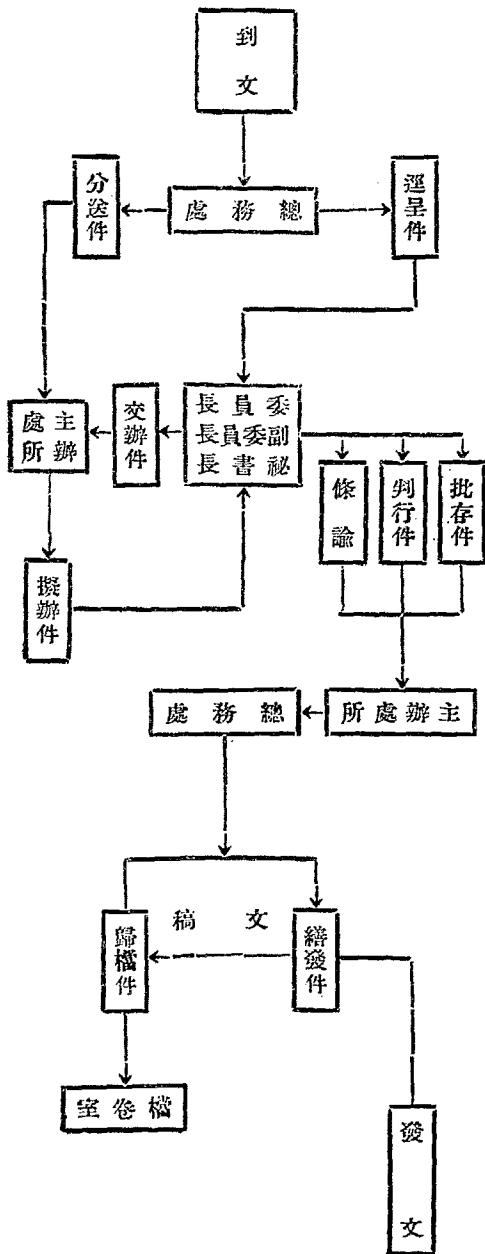 到文
總務處
逕呈件
分送件
委員長
副委員長
秘書長
交辦件
主辦
處所
擬辦件
批存件
判行件
條諭
主辦處所
總務處
文稿
繕發件
歸檔件
檔卷室
發文